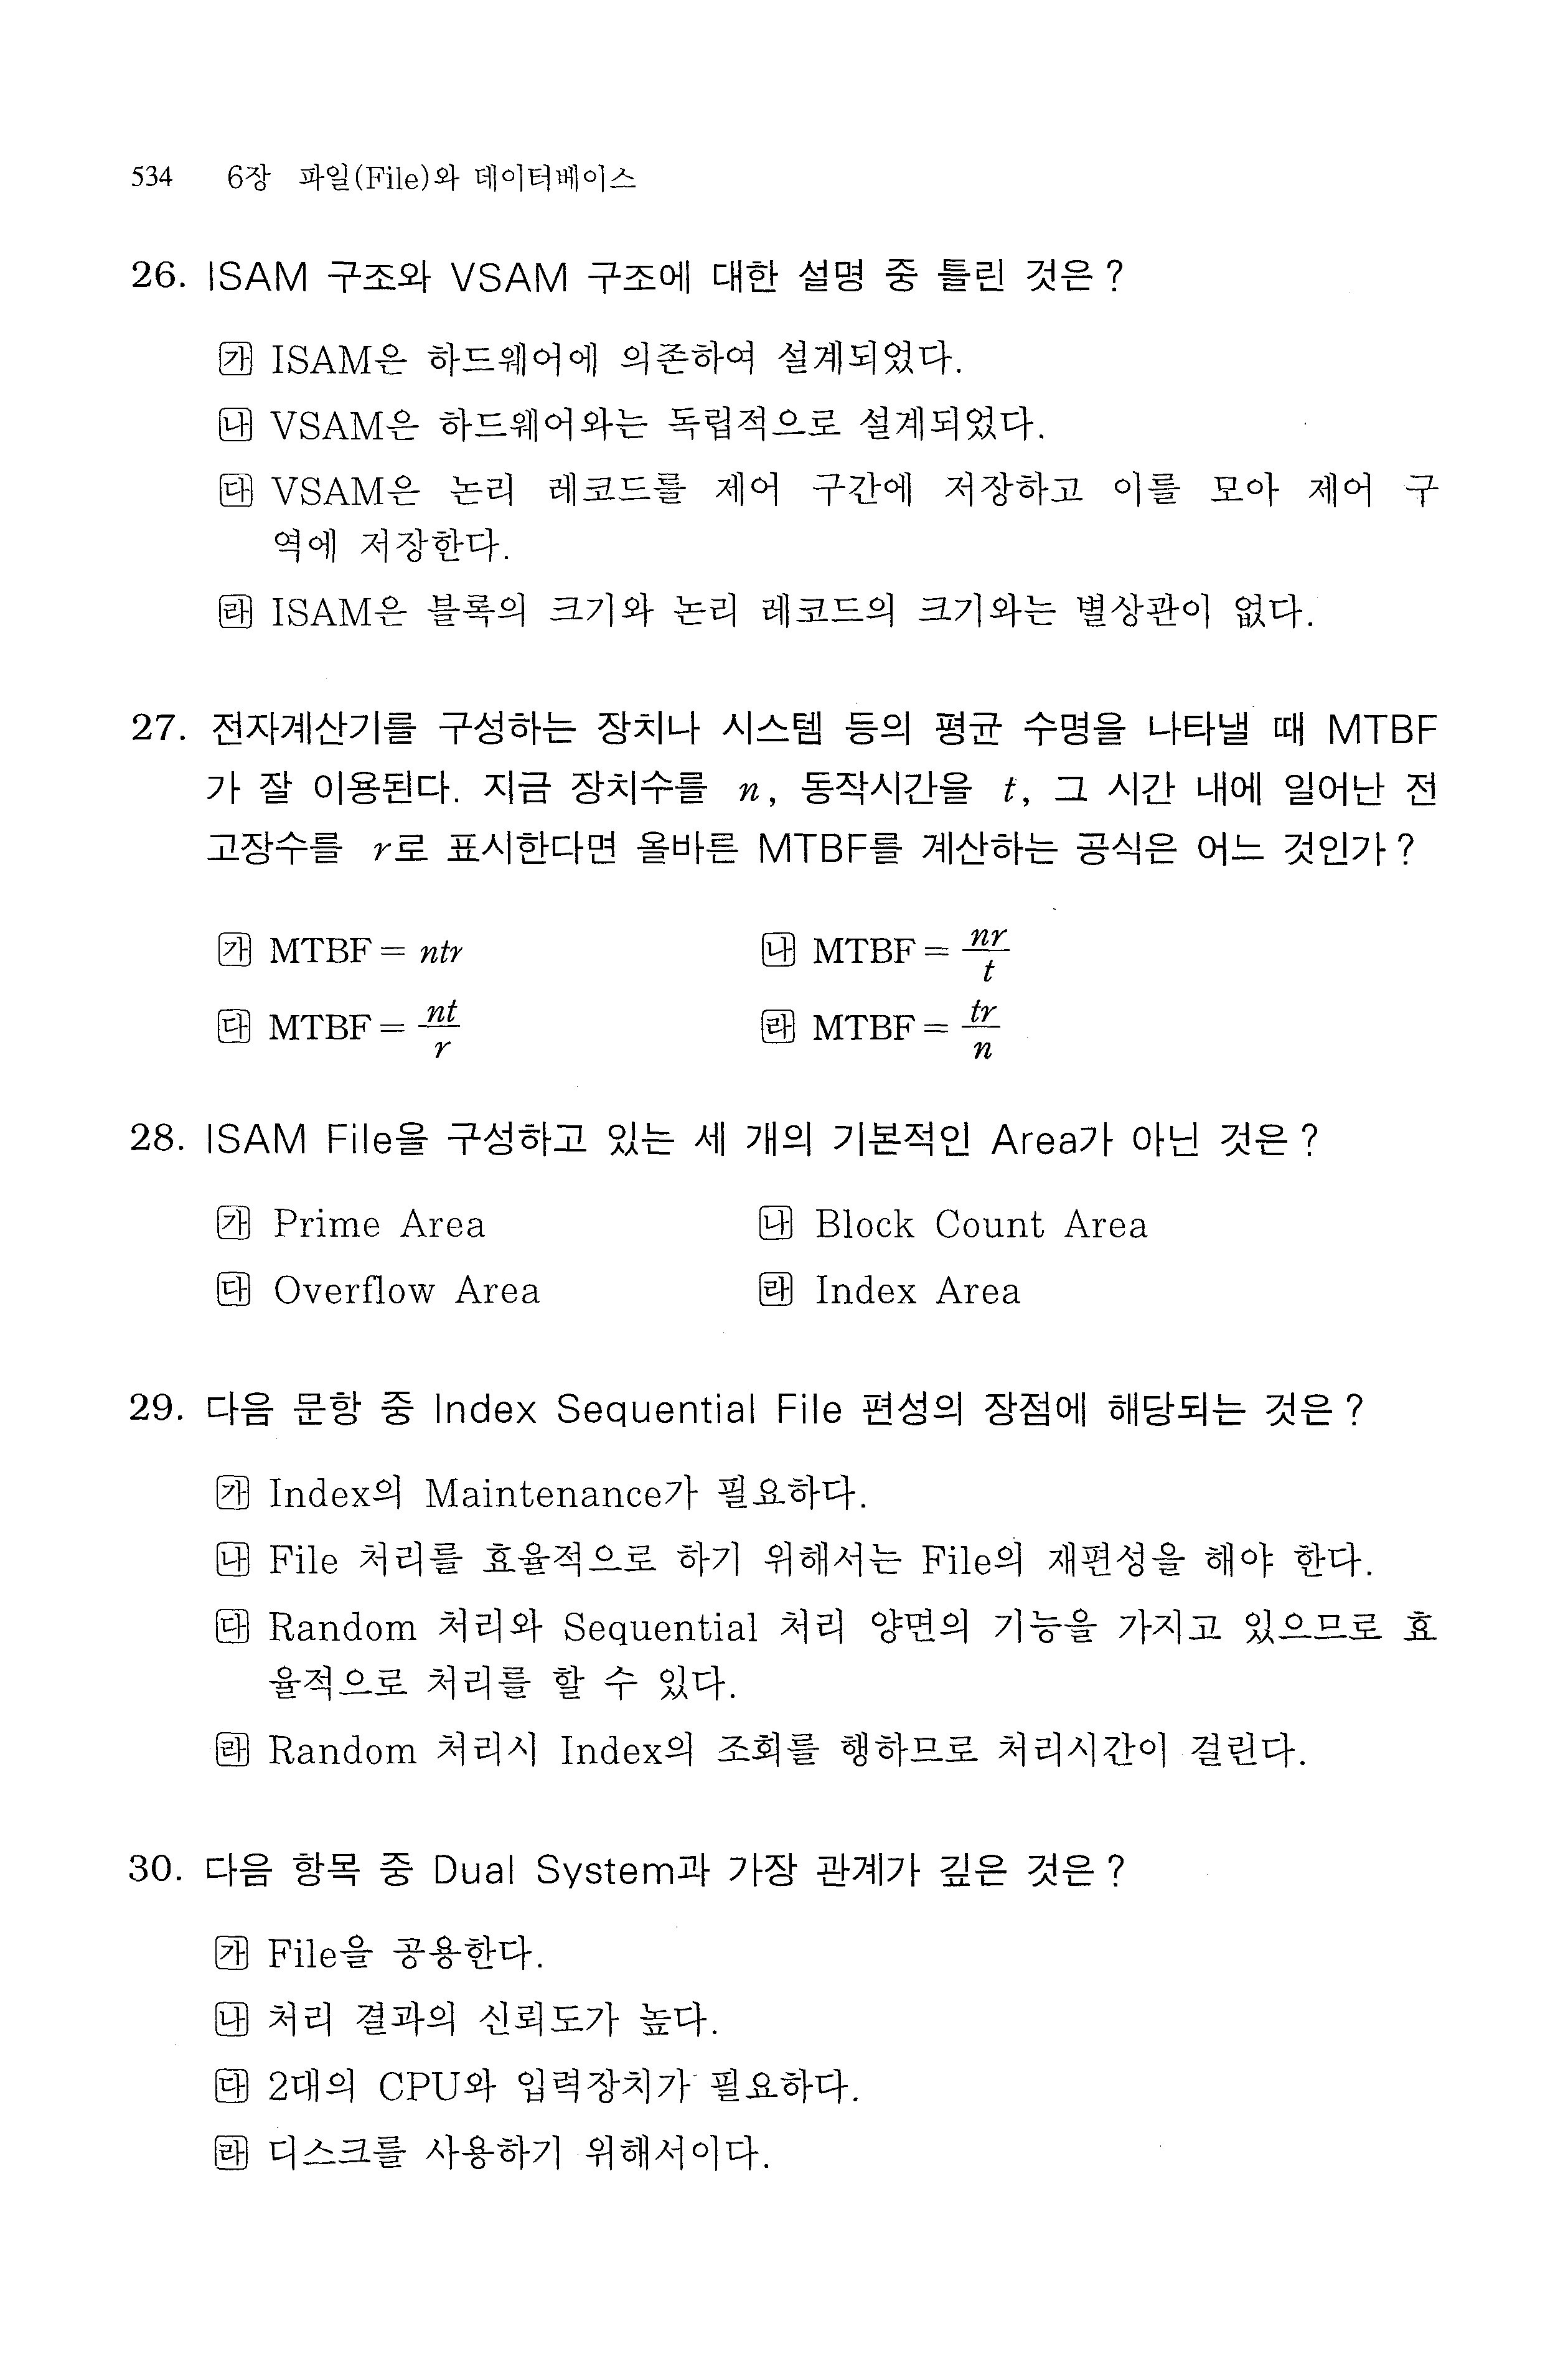 534 6장 파일(File)와 데이터베이스
26. ISAM 구조와 VSAM 구조에 대한 설명 중 틀린 것은?
㉮ ISAM은 하드웨어에 의존하여 설계되었다.
㉯ VSAM은 하드웨어와는 독립적으로 설계되었다.
㉰ VSAM은 논리 레코드를 제어 구간에 저장하고 이를 모아 제어 구
역에 저장한다.
㉱ ISAM은 블록의 크기와 논리 레코드의 크기와는 별상관이 없다.
27. 전자계산기를 구성하는 장치나 시스템 등의 평균 수명을 나타낼 때 MTBF
가 잘 이용된다. 지금 장치수를 n, 동작시간을 t, 그 시간 내에 일어난 전
고장수를 r로 표시한다면 올바른 MTBF를 계산하는 공식은 어느 것인가?
㉮ MTBF = ntr ㉯ MTBF = nr/t
㉰ MTBF = nt/r ㉱ MTBF = tr/n
28. ISAM File을 구성하고 있는 세 개의 기본적인 Area가 아닌 것은?
㉮ Prime Area ㉯ Block Count Area
㉰ Overflow Area ㉱ Index Area
29. 다음 문항 중 Index Sequential File 편성의 장점에 해당되는 것은?
㉮ Index의 Maintenance가 필요하다.
㉯ File 처리를 효율적으로 하기 위해서는 File의 재편성을 해야 한다.
㉰ Random 처리와 Sequential 처리 양면의 기능을 가지고 있으므로 효
율적으로 처리를 할 수 있다.
㉱ Random 처리시 Index의 조회를 행하므로 처리시간이 걸린다.
30. 다음 항목 중 Dual System과 가장 관계가 깊은 것은?
㉮ File을 공용한다.
㉯ 처리 결과의 신뢰도가 높다.
㉰ 2대의 CPU와 입력장치가 필요하다.
㉱ 디스크를 사용하기 위해서이다.